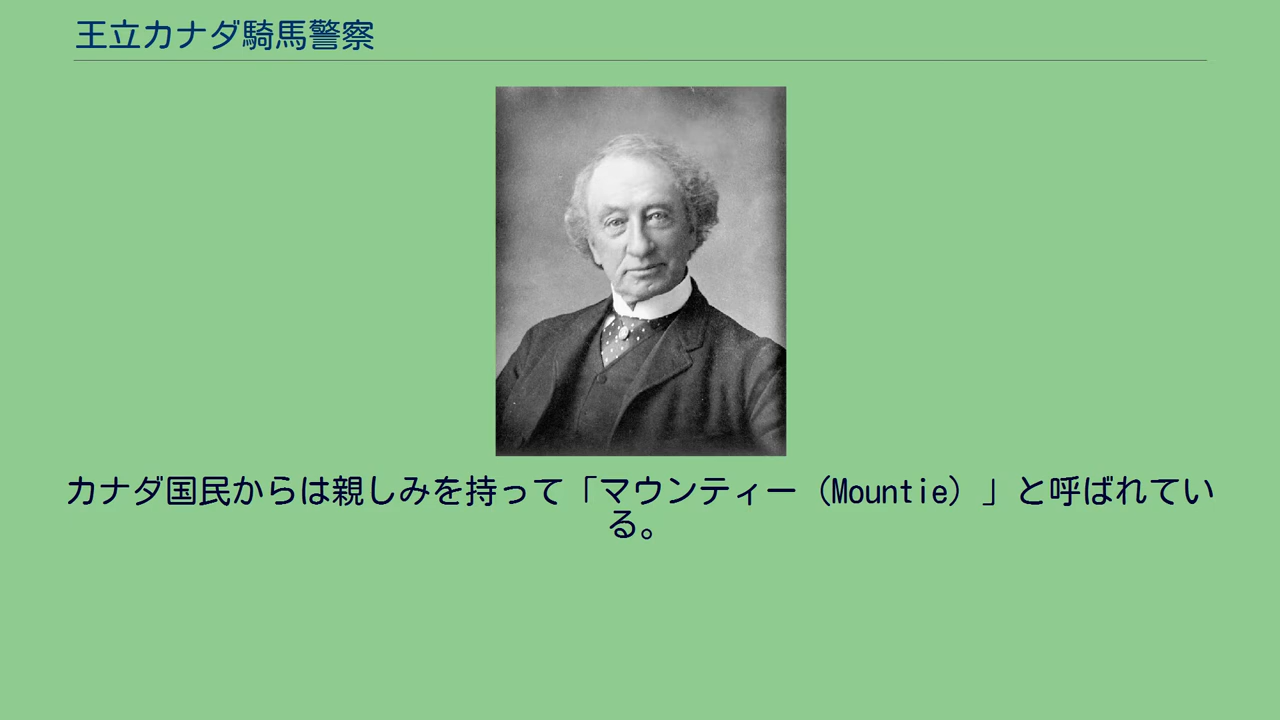 王立カナダ騎馬警察
カナダ国民からは親しみを持って「マウンティー（Mountie）」と呼ばれてい
る。